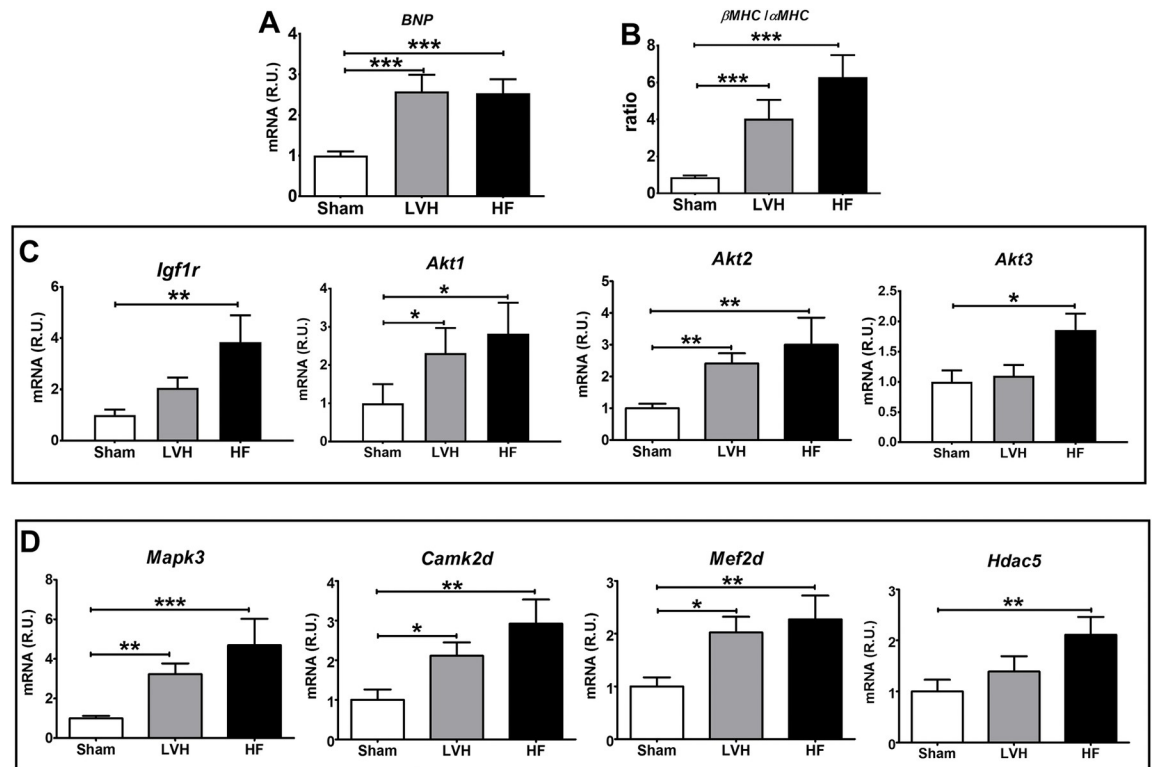 A
BNP
mRNA (R.U.)
4
3
2
1
0
***
***
Sham LVH HF
B
βMHC /αMHC
ratio
8
6
4
2
0
***
***
Sham LVH HF
C
Igf1r
mRNA (R.U.)
6
4
2
0
**
Sham LVH HF
Akt1
mRNA (R.U.)
4
3
2
1
0
*
*
Sham LVH HF
Akt2
mRNA (R.U.)
5
4
3
2
1
0
**
**
Sham LVH HF
Akt3
mRNA (R.U.)
2.5
2.0
1.5
1.0
0.5
0.0
*
Sham LVH HF
D
Mapk3
mRNA (R.U.)
8
6
4
2
0
***
**
Sham LVH HF
Camk2d
mRNA (R.U.)
4
3
2
1
0
**
*
Sham LVH HF
Mef2d
mRNA (R.U.)
3
2
1
0
**
*
Sham LVH HF
Hdac5
mRNA (R.U.)
3
2
1
0
**
Sham LVH HF